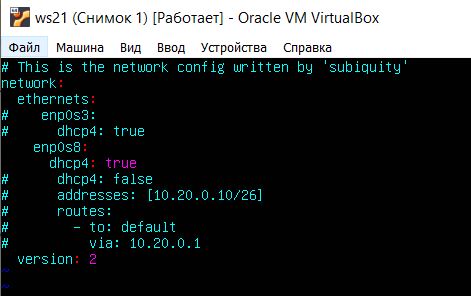 ws21 (Снимок 1) [Работает] - Oracle VM VirtualBox
Файл Машина Вид Ввод Устройства Справка
# This is the network config written by 'subiquity'
network:
  ethernets:
#    enp0s3:
#      dhcp4: true
    enp0s8:
      dhcp4: true
#      dhcp4: false
#      addresses: [10.20.0.10/26]
#      routes:
#        - to: default
#          via: 10.20.0.1
  version: 2
~
~